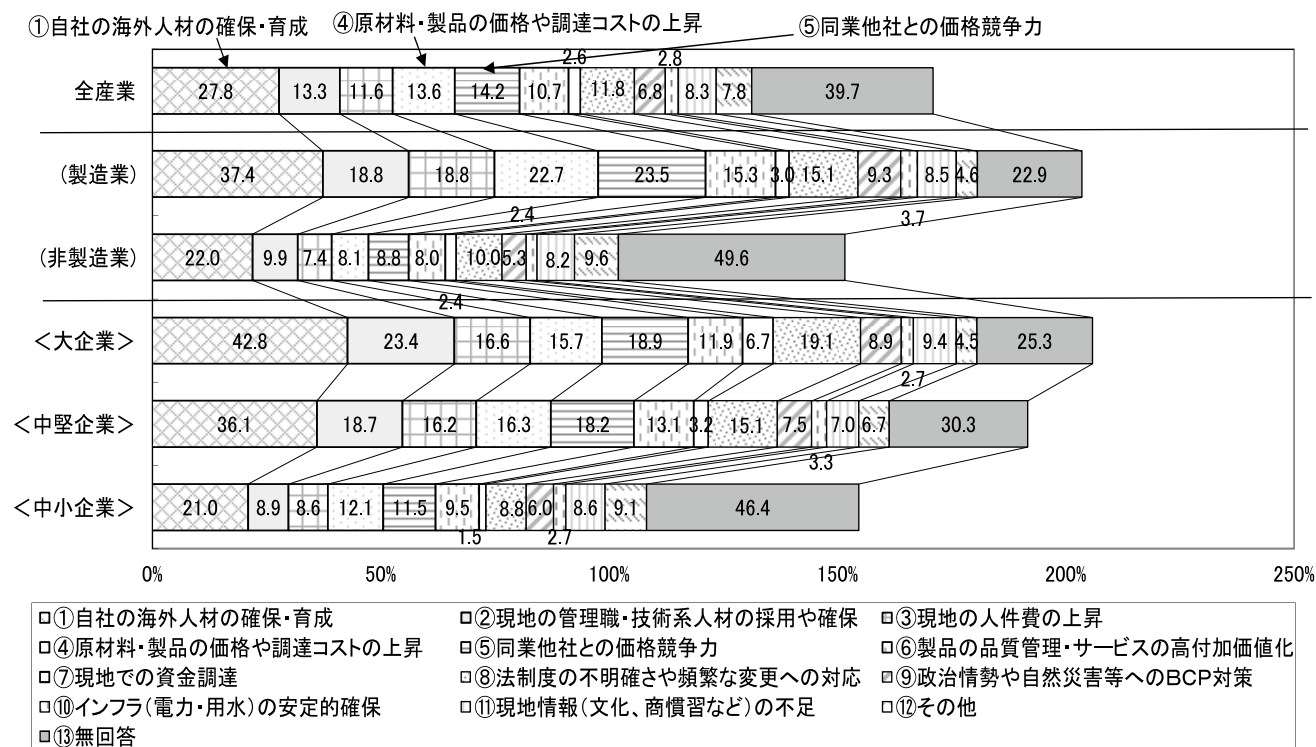 ①自社の海外人材の確保・育成 ④原材料・製品の価格や調達コストの上昇 ⑤同業他社との価格競争力
2.6 2.8
全産業 27.8 13.3 11.6 13.6 14.2 10.7 11.8 6.8 8.3 7.8 39.7
(製造業) 37.4 18.8 18.8 22.7 23.5 15.3 3.0 15.1 9.3 8.5 4.6 22.9
2.4 3.7
(非製造業) 22.0 9.9 7.4 8.1 8.8 8.0 10.0 5.3 8.2 9.6 49.6
2.4
<大企業> 42.8 23.4 16.6 15.7 18.9 11.9 6.7 19.1 8.9 9.4 4.5 25.3
2.7
<中堅企業> 36.1 18.7 16.2 16.3 18.2 13.1 3.2 15.1 7.5 7.0 6.7 30.3
3.3
<中小企業> 21.0 8.9 8.6 12.1 11.5 9.5 8.8 6.0 8.6 9.1 46.4
1.5 2.7
0% 50% 100% 150% 200% 250%
①自社の海外人材の確保・育成 ②現地の管理職・技術系人材の採用や確保 ③現地の人件費の上昇
④原材料・製品の価格や調達コストの上昇 ⑤同業他社との価格競争力 ⑥製品の品質管理・サービスの高付加価値化
⑦現地での資金調達 ⑧法制度の不明確さや頻繁な変更への対応 ⑨政治情勢や自然災害等へのBCP対策
⑩インフラ(電力・用水)の安定的確保 ⑪現地情報(文化、商慣習など)の不足 ⑫その他
⑬無回答